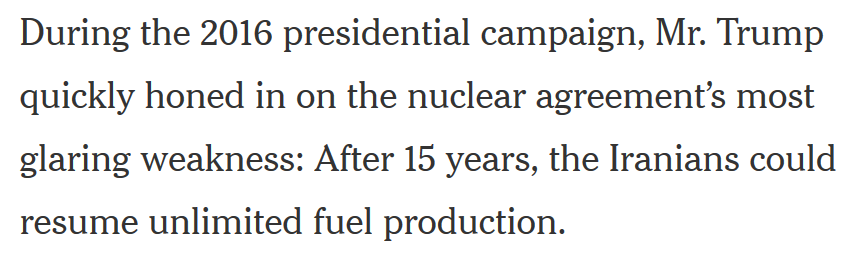 During the 2016 presidential campaign, Mr. Trump
quickly honed in on the nuclear agreement’s most
glaring weakness: After 15 years, the Iranians could
resume unlimited fuel production.